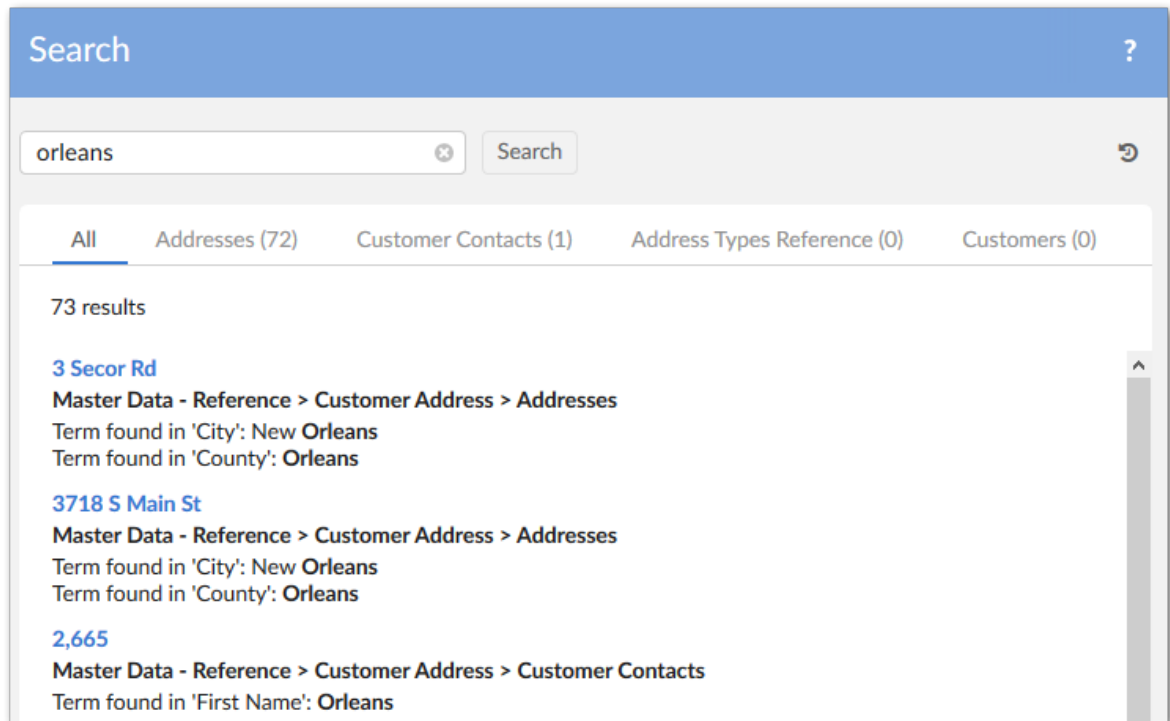 Search ?
orleans Search
All Addresses (72) Customer Contacts (1) Address Types Reference (0) Customers (0)
73 results
3 Secor Rd
Master Data - Reference > Customer Address > Addresses
Term found in 'City': New Orleans
Term found in 'County': Orleans
3718 S Main St
Master Data - Reference > Customer Address > Addresses
Term found in 'City': New Orleans
Term found in 'County': Orleans
2,665
Master Data - Reference > Customer Address > Customer Contacts
Term found in 'First Name': Orleans